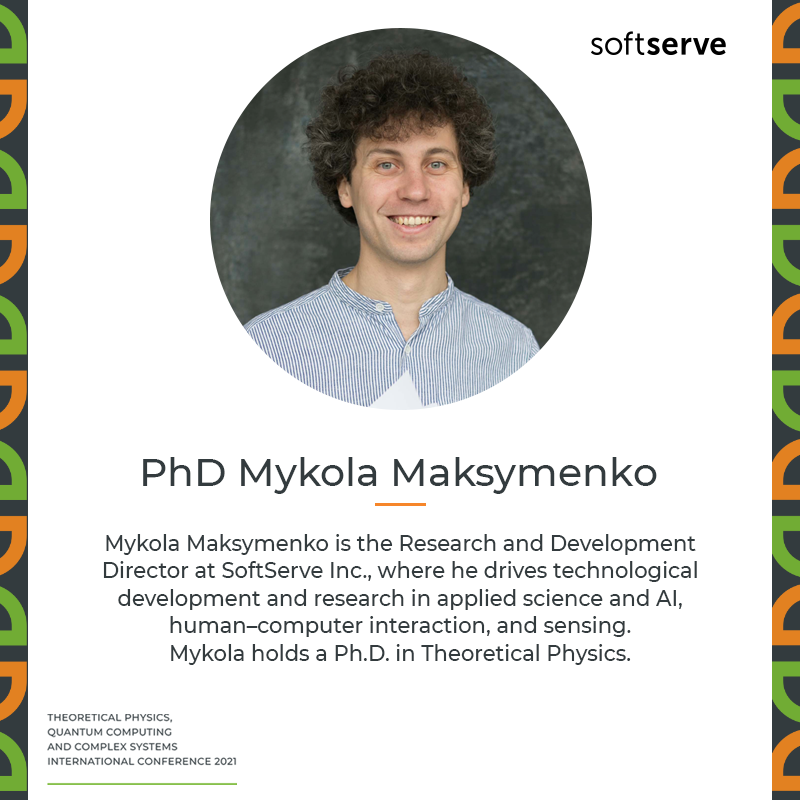 softserve
PhD Mykola Maksymenko
Mykola Maksymenko is the Research and Development
Director at SoftServe Inc., where he drives technological
development and research in applied science and AI,
human–computer interaction, and sensing.
Mykola holds a Ph.D. in Theoretical Physics.
THEORETICAL PHYSICS,
QUANTUM COMPUTING
AND COMPLEX SYSTEMS
INTERNATIONAL CONFERENCE 2021